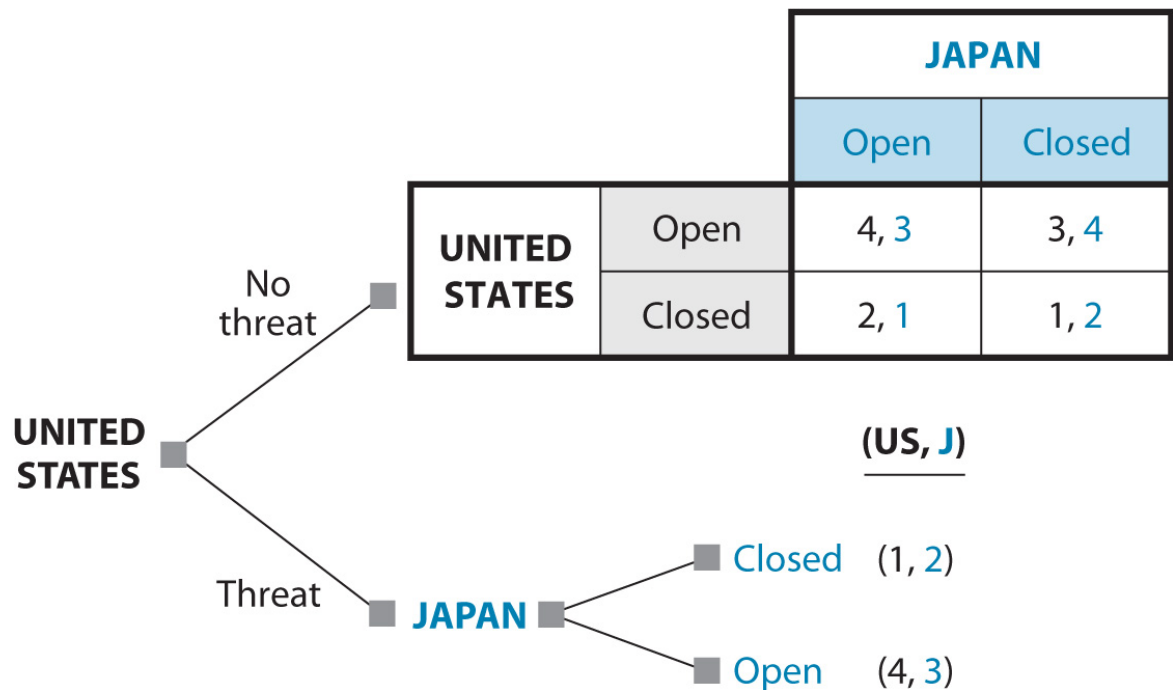 JAPAN
Open Closed
UNITED STATES
Open 4, 3 3, 4
Closed 2, 1 1, 2
No
threat
UNITED
STATES
(US, J)
Threat
JAPAN
Closed (1, 2)
Open (4, 3)